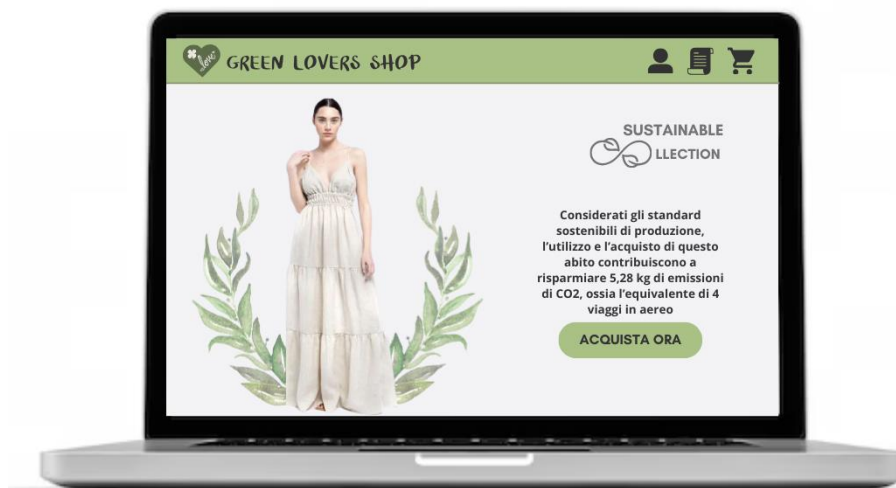 love
GREEN LOVERS SHOP
SUSTAINABLE
LLECTION
Considerati gli standard
sostenibili di produzione,
l'utilizzo e l'acquisto di questo
abito contribuiscono a
risparmiare 5,28 kg di emissioni
di CO2, ossia l'equivalente di 4
viaggi in aereo
ACQUISTA ORA